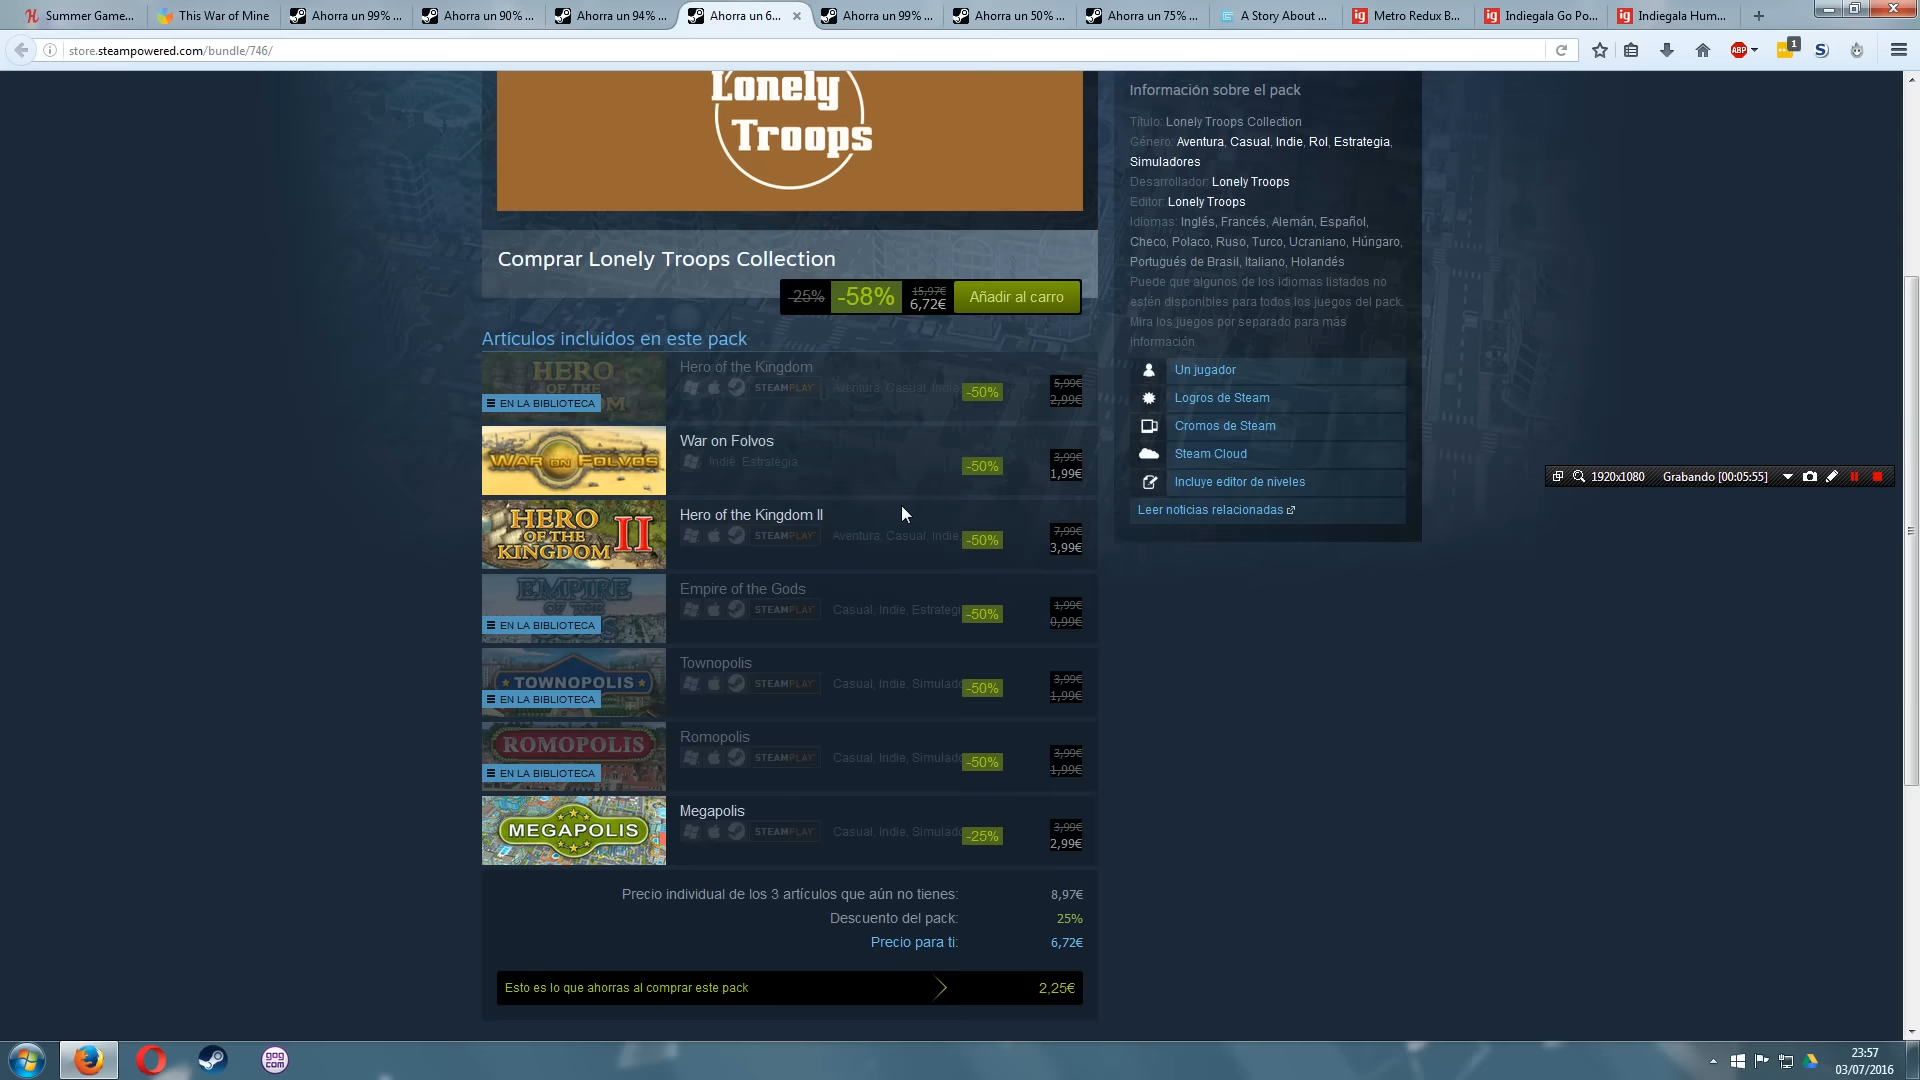 Summer Game...
This War of Mine
Ahorra un 99% ...
Ahorra un 90% ...
Ahorra un 94% ...
Ahorra un 6...
Ahorra un 99% ...
Ahorra un 50% ...
Ahorra un 75% ...
A Story About ...
Metro Redux B...
Indiegala Go Po...
Indiegala Hum...
store.steampowered.com/bundle/746/
ABP
1
Lonely
Troops
Comprar Lonely Troops Collection
-25%
-58%
15,97€
6,72€
Añadir al carro
Artículos incluidos en este pack
HERO
OF THE
KINGDOM
EN LA BIBLIOTECA
Hero of the Kingdom
STEAMPLAY
Aventura, Casual, Indie
-50%
5,99€
2,99€
WAR ON FOLVOS
War on Folvos
Indie, Estrategia
-50%
3,99€
1,99€
HERO
OF THE
KINGDOM
II
Hero of the Kingdom II
STEAMPLAY
Aventura, Casual, Indie,
-50%
7,99€
3,99€
EMPIRE
OF THE
GODS
EN LA BIBLIOTECA
Empire of the Gods
STEAMPLAY
Casual, Indie, Estrategi
-50%
1,99€
0,99€
TOWNOPOLIS
EN LA BIBLIOTECA
Townopolis
STEAMPLAY
Casual, Indie, Simulado
-50%
3,99€
1,99€
ROMOPOLIS
EN LA BIBLIOTECA
Romopolis
STEAMPLAY
Casual, Indie, Simulado
-50%
3,99€
1,99€
MEGAPOLIS
Megapolis
STEAMPLAY
Casual, Indie, Simulado
-25%
3,99€
2,99€
Precio individual de los 3 artículos que aún no tienes: 8,97€
Descuento del pack: 25%
Precio para ti: 6,72€
Esto es lo que ahorras al comprar este pack 2,25€
Información sobre el pack
Título: Lonely Troops Collection
Género: Aventura, Casual, Indie, Rol, Estrategia,
Simuladores
Desarrollador: Lonely Troops
Editor: Lonely Troops
Idiomas: Inglés, Francés, Alemán, Español,
Checo, Polaco, Ruso, Turco, Ucraniano, Húngaro,
Portugués de Brasil, Italiano, Holandés
Puede que algunos de los idiomas listados no
estén disponibles para todos los juegos del pack.
Mira los juegos por separado para más
información.
Un jugador
Logros de Steam
Cromos de Steam
Steam Cloud
Incluye editor de niveles
Leer noticias relacionadas
1920x1080
Grabando [00:05:55]
gog
com
23:57
03/07/2016